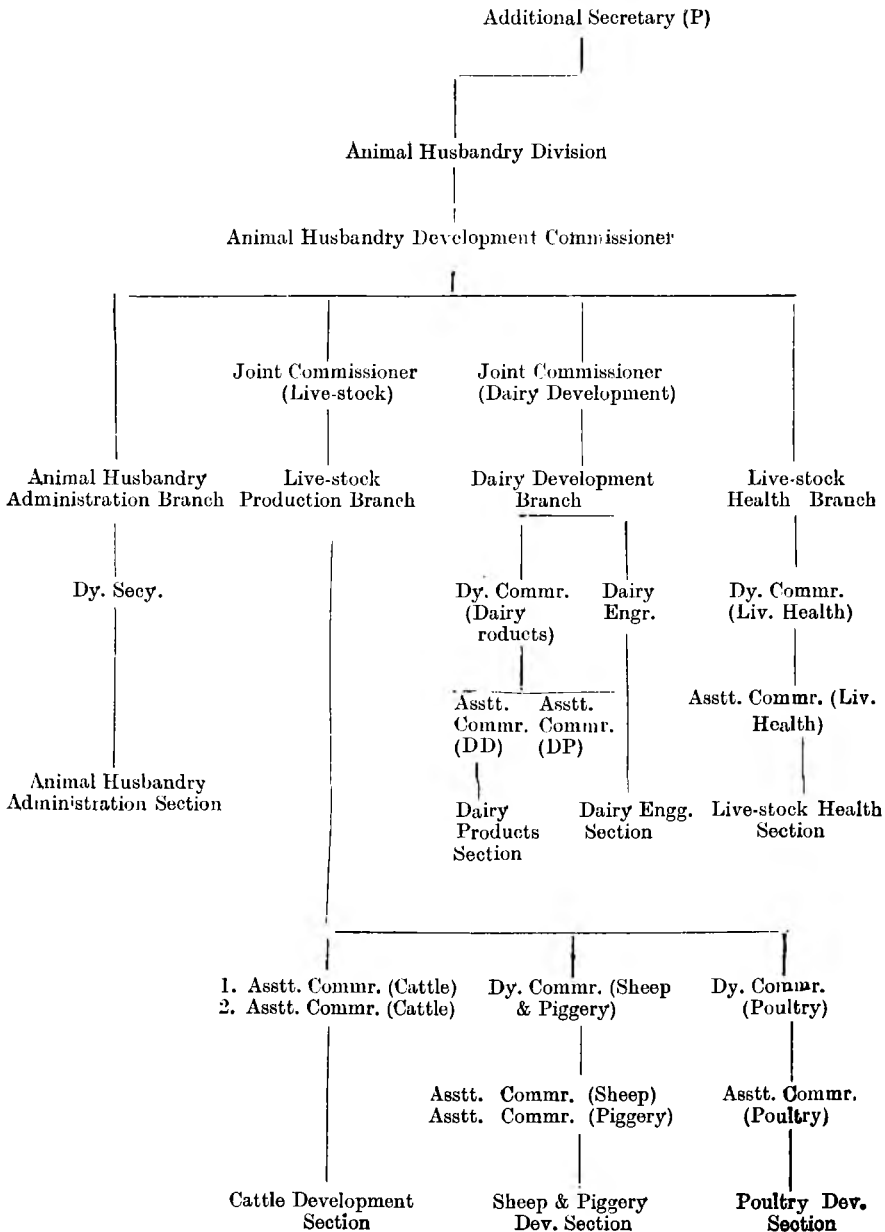 Additional Secretary (P)
Animal Husbandry Division
Animal Husbandry Development Commissioner
Joint Commissioner
(Live-stock)
Joint Commissioner
(Dairy Development)
Animal Husbandry
Administration Branch
Live-stock
Production Branch
Dairy Development
Branch
Live-stock
Health Branch
Dy. Secy.
Dy. Commr.
(Dairy
roducts)
Dairy
Engr.
Dy. Commr.
(Liv. Health)
Asstt.
Commr.
(DD)
Asstt.
Commr.
(DP)
Asstt. Commr. (Liv.
Health)
Animal Husbandry
Administration Section
Dairy
Products
Section
Dairy Engg.
Section
Live-stock Health
Section
1. Asstt. Commr. (Cattle)
2. Asstt. Commr. (Cattle)
Dy. Commr. (Sheep
& Piggery)
Dy. Commr.
(Poultry)
Asstt. Commr. (Sheep)
Asstt. Commr. (Piggery)
Asstt. Commr.
(Poultry)
Cattle Development
Section
Sheep & Piggery
Dev. Section
Poultry Dev.
Section